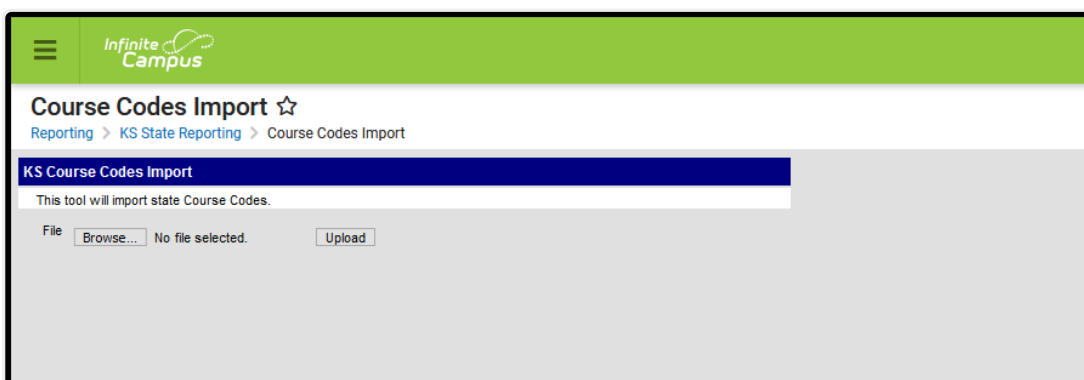 Infinite
Campus
Course Codes Import
Reporting > KS State Reporting > Course Codes Import
KS Course Codes Import
This tool will import state Course Codes.
File Browse... No file selected. Upload